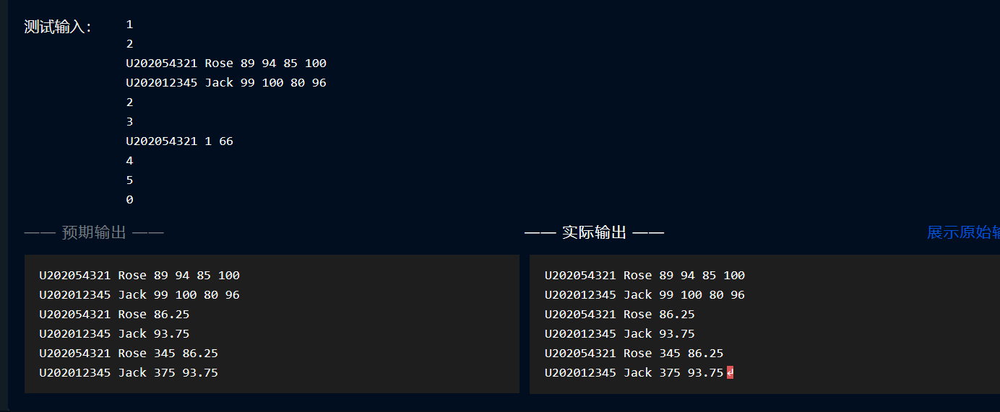 测试输入: 1
2
U202054321 Rose 89 94 85 100
U202012345 Jack 99 100 80 96
2
3
U202054321 1 66
4
5
0
—— 预期输出 ——
—— 实际输出 ——
展示原始输
U202054321 Rose 89 94 85 100
U202012345 Jack 99 100 80 96
U202054321 Rose 86.25
U202012345 Jack 93.75
U202054321 Rose 345 86.25
U202012345 Jack 375 93.75
U202054321 Rose 89 94 85 100
U202012345 Jack 99 100 80 96
U202054321 Rose 86.25
U202012345 Jack 93.75
U202054321 Rose 345 86.25
U202012345 Jack 375 93.75↵